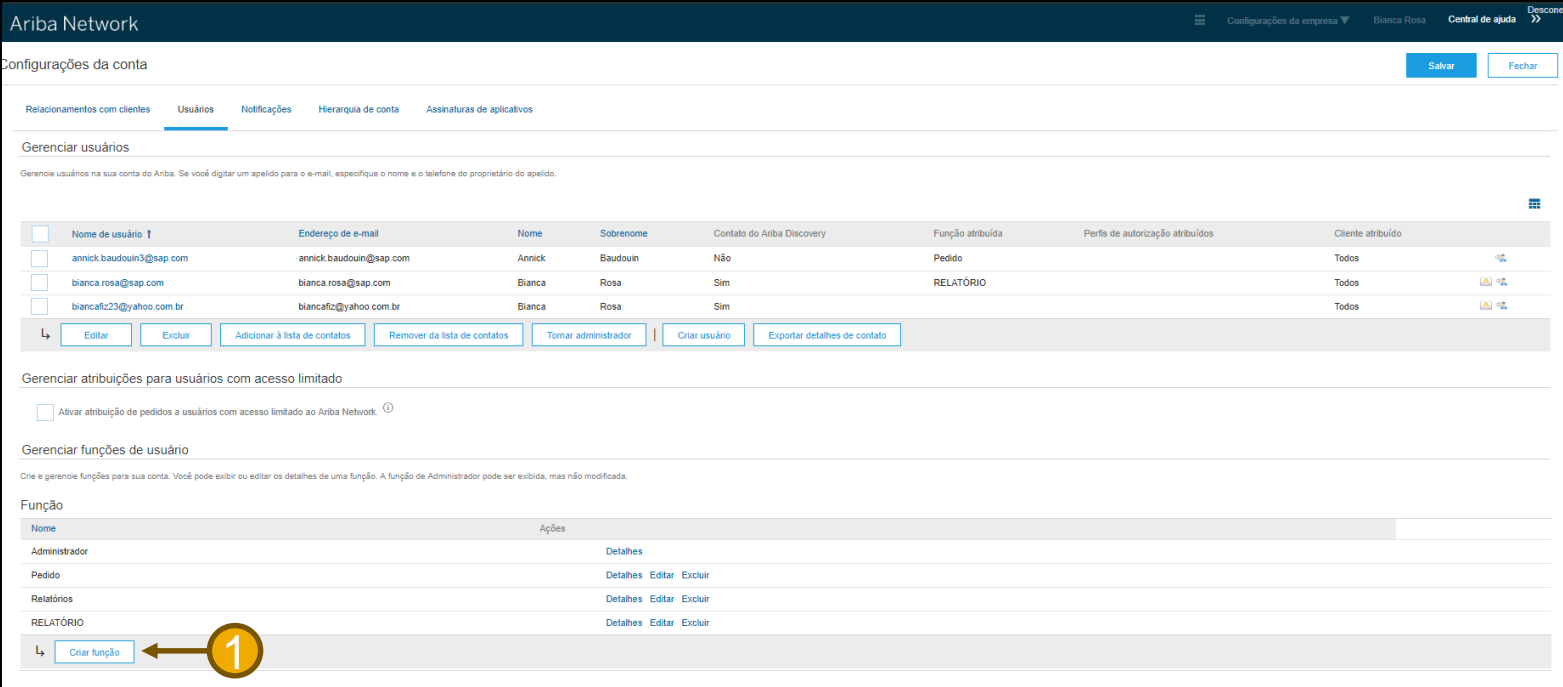 Descone
Ariba Network
Configurações da empresa ▼ Bianca Rosa Central de ajuda »
Configurações da conta
Salvar Fechar
Relacionamentos com clientes Usuários Notificações Hierarquia de conta Assinaturas de aplicativos
Gerenciar usuários
Gerencie usuários na sua conta do Ariba. Se você digitar um apelido para o e-mail, especifique o nome e o telefone do proprietário do apelido.
Nome de usuário ↑ Endereço de e-mail Nome Sobrenome Contato do Ariba Discovery Função atribuída Perfis de autorização atribuídos Cliente atribuído
annick.baudouin3@sap.com annick.baudouin@sap.com Annick Baudouin Não Pedido Todos
bianca.rosa@sap.com bianca.rosa@sap.com Bianca Rosa Sim RELATÓRIO Todos
biancafiz23@yahoo.com.br biancafiz@yahoo.com.br Bianca Rosa Sim Todos
Editar Excluir Adicionar à lista de contatos Remover da lista de contatos Tornar administrador | Criar usuário Exportar detalhes de contato
Gerenciar atribuições para usuários com acesso limitado
Ativar atribuição de pedidos a usuários com acesso limitado ao Ariba Network.
Gerenciar funções de usuário
Crie e gerencie funções para sua conta. Você pode exibir ou editar os detalhes de uma função. A função de Administrador pode ser exibida, mas não modificada.
Função
Nome Ações
Administrador Detalhes
Pedido Detalhes Editar Excluir
Relatórios Detalhes Editar Excluir
RELATÓRIO Detalhes Editar Excluir
Criar função 1